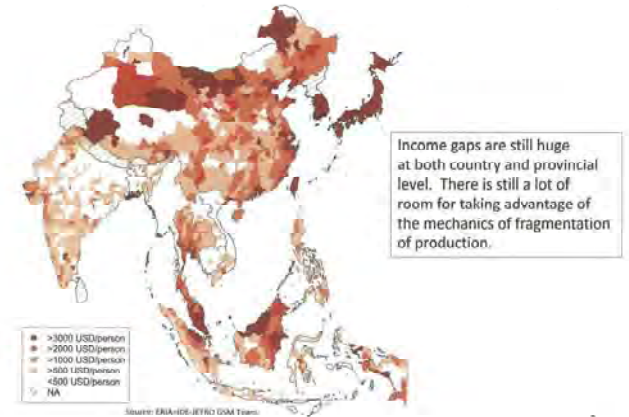 Income gaps are still huge
at both country and provincial
level. There is still a lot of
room for taking advantage of
the mechanics of fragmentation
of production.
>3000 USD/person
>2000 USD/person
>1000 USD/person
>500 USD/person
<500 USD/person
NA
Source: ERIA-IDE-JETRO GSM Team.